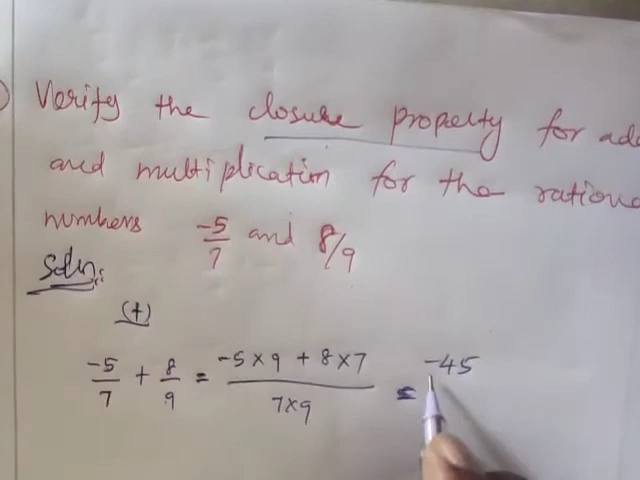 Verify the closure property for
and multiplication for the
numbers -5/7 and 8/9
Soln:
(+)
-5/7 + 8/9 = -5×9 + 8×7 / 7×9 = -45